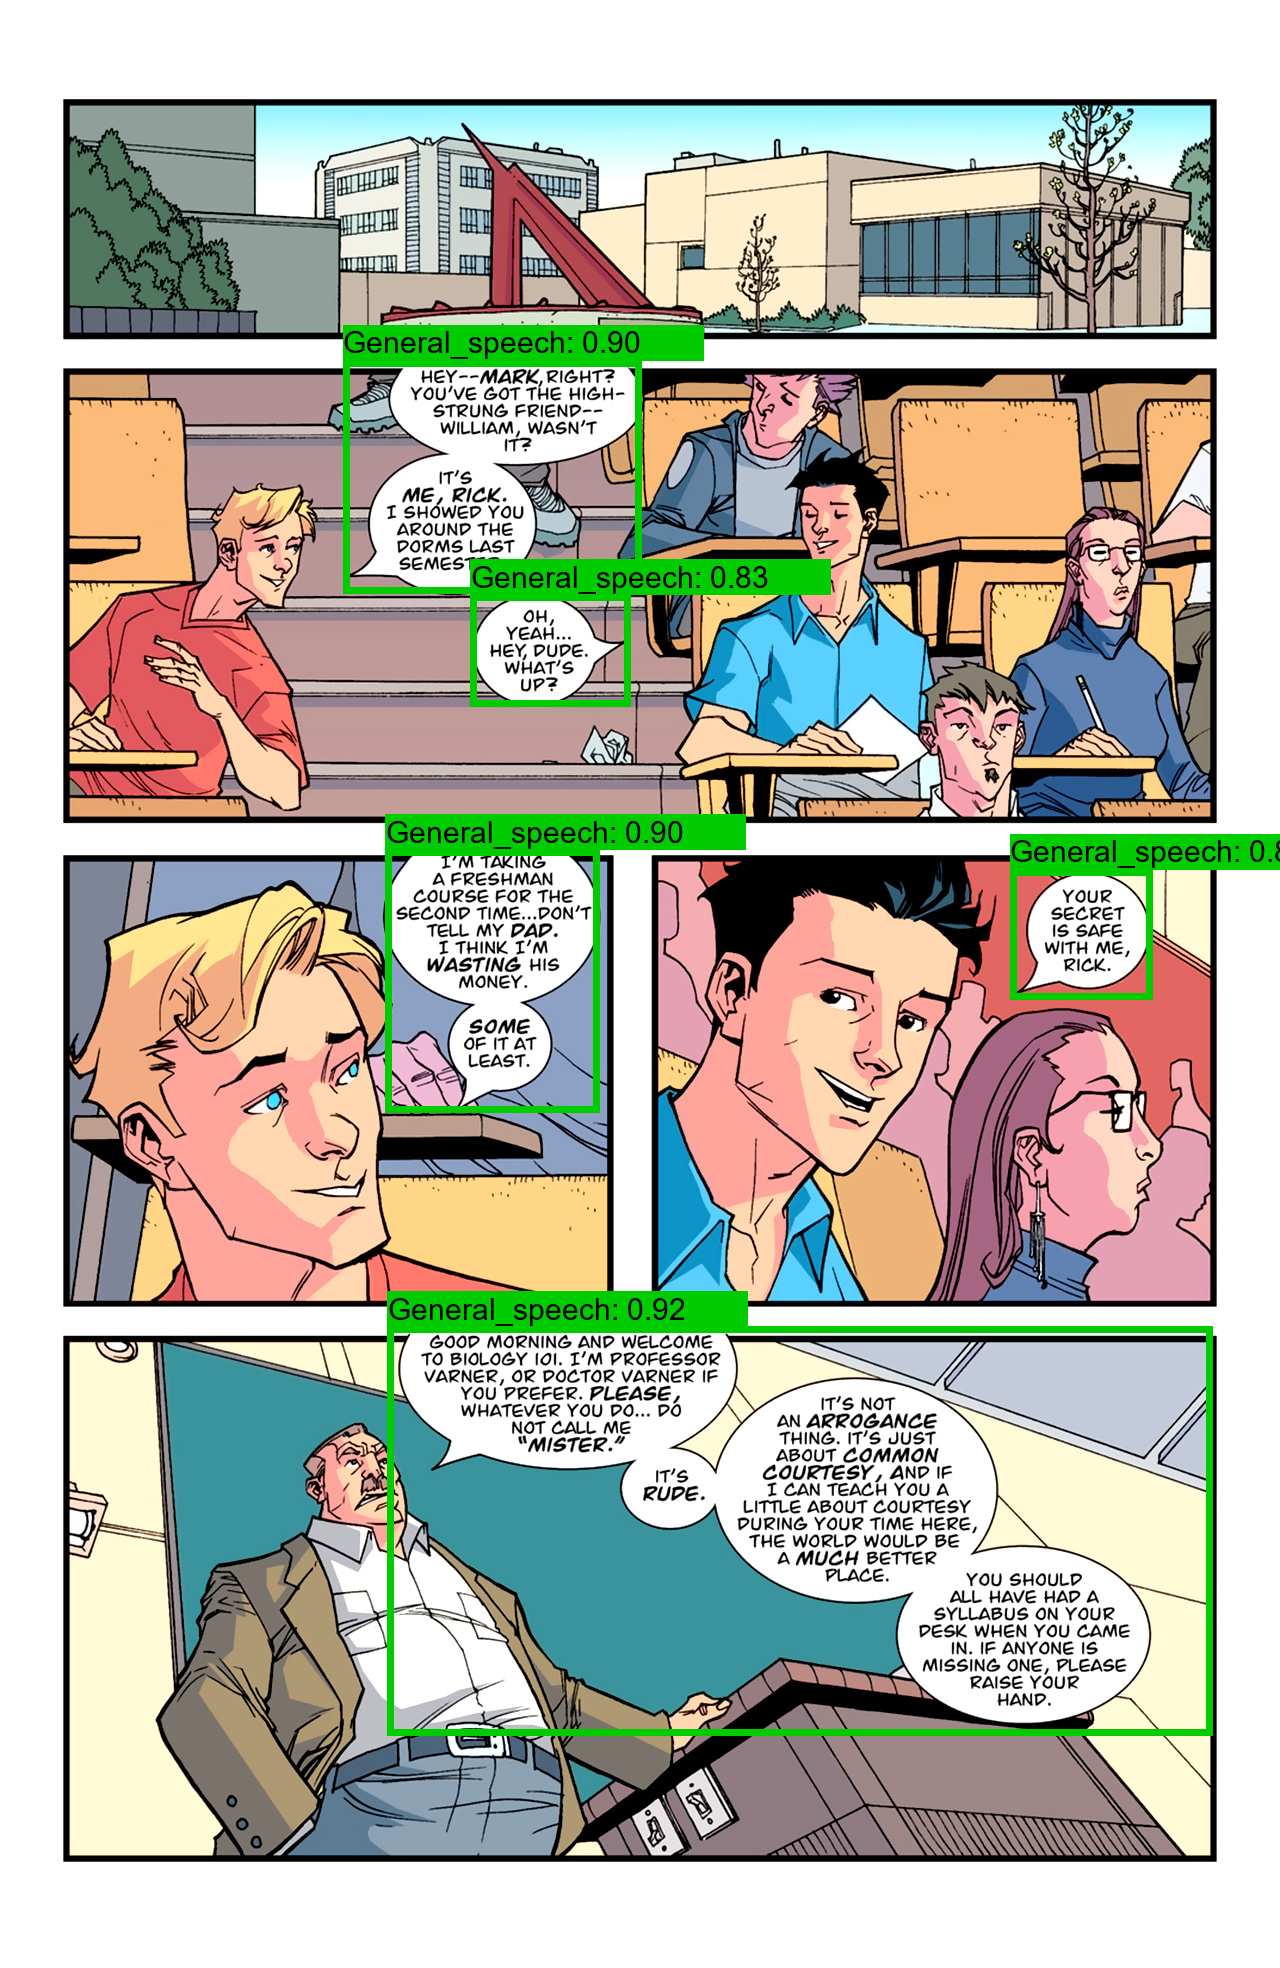 General_speech: 0.90
HEY--MARK, RIGHT?
YOU'VE GOT THE HIGH-
STRUNG FRIEND--
WILLIAM, WASN'T
IT?
IT'S
ME, RICK.
I SHOWED YOU
AROUND THE
DORMS LAST
General_speech: 0.83
OH,
YEAH...
HEY, DUDE.
WHAT'S
UP?
General_speech: 0.90
I'M TAKING
A FRESHMAN
COURSE FOR THE
SECOND TIME...DON'T
TELL MY DAD.
I THINK I'M
WASTING HIS
MONEY.
SOME
OF IT AT
LEAST.
General_speech: 0.8
YOUR
SECRET
IS SAFE
WITH ME,
RICK.
General_speech: 0.92
GOOD MORNING AND WELCOME
TO BIOLOGY 101. I'M PROFESSOR
VARNER, OR DOCTOR VARNER IF
YOU PREFER. PLEASE,
WHATEVER YOU DO... DO
NOT CALL ME
"MISTER."
IT'S
RUDE.
IT'S NOT
AN ARROGANCE
THING. IT'S JUST
ABOUT COMMON
COURTESY, AND IF
I CAN TEACH YOU A
LITTLE ABOUT COURTESY
DURING YOUR TIME HERE,
THE WORLD WOULD BE
A MUCH BETTER
PLACE.
YOU SHOULD
ALL HAVE HAD A
SYLLABUS ON YOUR
DESK WHEN YOU CAME
IN. IF ANYONE IS
MISSING ONE, PLEASE
RAISE YOUR
HAND.